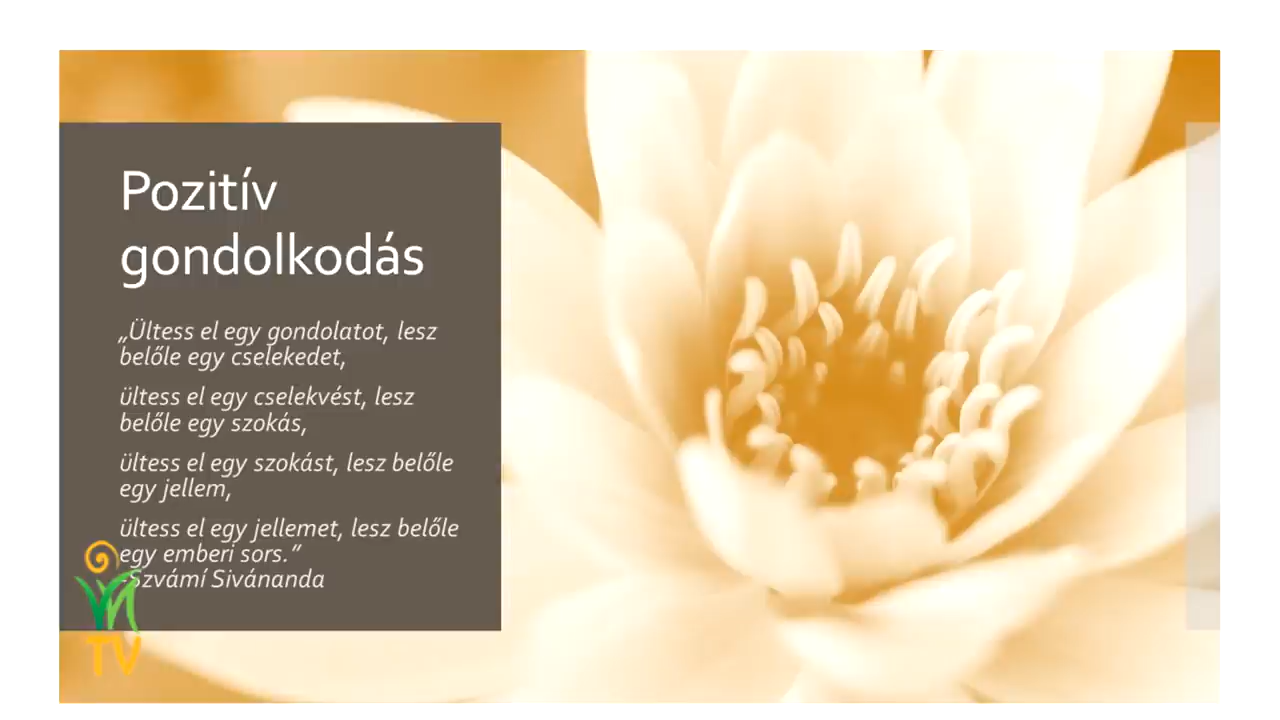 Pozitív
gondolkodás
„Ültess el egy gondolatot, lesz
belőle egy cselekedet,
ültess el egy cselekvést, lesz
belőle egy szokás,
ültess el egy szokást, lesz belőle
egy jellem,
ültess el egy jellemet, lesz belőle
egy emberi sors.”
-Szvámí Sivánanda
TV